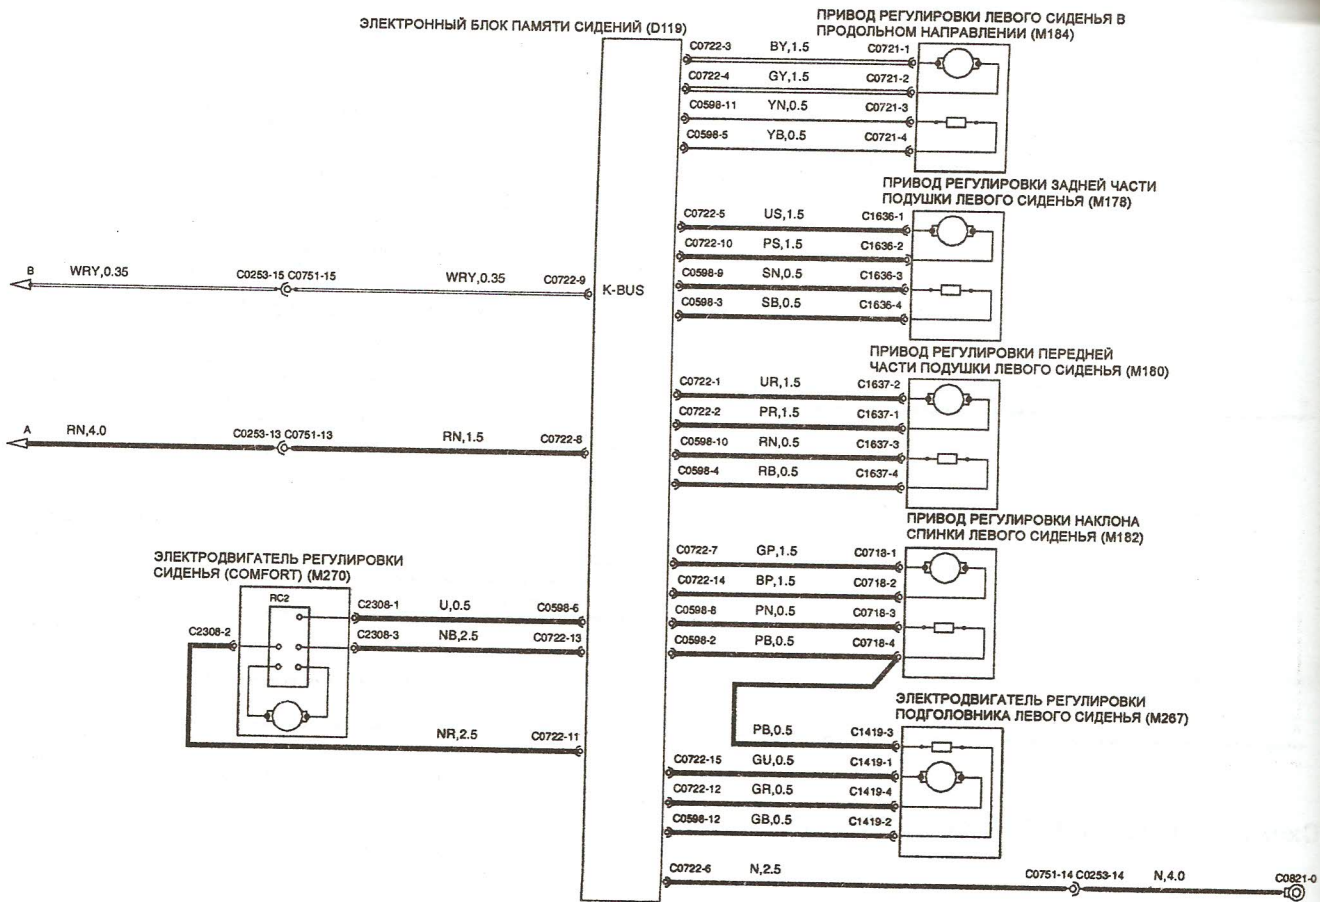 ЭЛЕКТРОННЫЙ БЛОК ПАМЯТИ СИДЕНИЙ (D119)
ПРИВОД РЕГУЛИРОВКИ ЛЕВОГО СИДЕНЬЯ В
ПРОДОЛЬНОМ НАПРАВЛЕНИИ (M184)
C0722-3 BY,1.5 C0721-1
C0722-4 GY,1.5 C0721-2
C0598-11 YN,0.5 C0721-3
C0598-5 YB,0.5 C0721-4
ПРИВОД РЕГУЛИРОВКИ ЗАДНЕЙ ЧАСТИ
ПОДУШКИ ЛЕВОГО СИДЕНЬЯ (M178)
C0722-5 US,1.5 C1636-1
C0722-10 PS,1.5 C1636-2
C0598-9 SN,0.5 C1636-3
C0598-3 SB,0.5 C1636-4
B WRY,0.35 C0253-15 C0751-15 WRY,0.35 C0722-9 K-BUS
ПРИВОД РЕГУЛИРОВКИ ПЕРЕДНЕЙ
ЧАСТИ ПОДУШКИ ЛЕВОГО СИДЕНЬЯ (M180)
C0722-1 UR,1.5 C1637-2
C0722-2 PR,1.5 C1637-1
C0598-10 RN,0.5 C1637-3
C0598-4 RB,0.5 C1637-4
A RN,4.0 C0253-13 C0751-13 RN,1.5 C0722-8
ПРИВОД РЕГУЛИРОВКИ НАКЛОНА
СПИНКИ ЛЕВОГО СИДЕНЬЯ (M182)
C0722-7 GP,1.5 C0718-1
C0722-14 BP,1.5 C0718-2
C0598-8 PN,0.5 C0718-3
C0598-2 PB,0.5 C0718-4
ЭЛЕКТРОДВИГАТЕЛЬ РЕГУЛИРОВКИ
СИДЕНЬЯ (COMFORT) (M270)
RC2
C2308-1 U,0.5 C0598-6
C2308-2 C2308-3 NB,2.5 C0722-13
NR,2.5 C0722-11
ЭЛЕКТРОДВИГАТЕЛЬ РЕГУЛИРОВКИ
ПОДГОЛОВНИКА ЛЕВОГО СИДЕНЬЯ (M267)
PB,0.5 C1419-3
C0722-15 GU,0.5 C1419-1
C0722-12 GR,0.5 C1419-4
C0598-12 GB,0.5 C1419-2
C0722-6 N,2.5 C0751-14 C0253-14 N,4.0 C0821-0